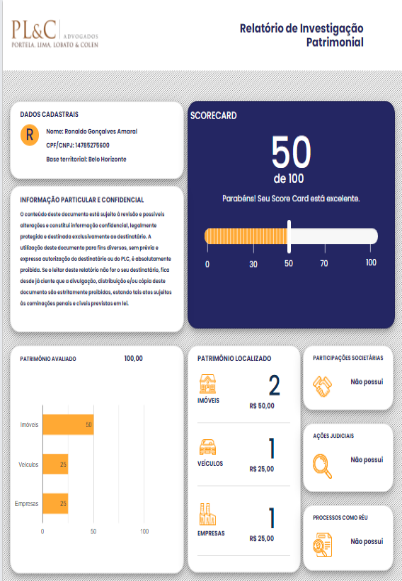 PL&C ADVOGADOS
PORTELA, LIMA, LOBATO & COLEN
Relatório de Investigação
Patrimonial
DADOS CADASTRAIS
R
Nome: Ronaldo Gonçalves Amaral
CPF/CNPJ: 14785275600
Base territorial: Belo Horizonte
INFORMAÇÃO PARTICULAR E CONFIDENCIAL
O conteúdo deste documento está sujeito à revisão e possíveis
alterações e constitui informação confidencial, legalmente
protegida e destinada exclusivamente ao destinatário. A
utilização deste documento para fins diversos, sem prévia e
expressa autorização do destinatário ou do PLC, é absolutamente
proibida. Se o leitor deste relatório não for o seu destinatário, fica
desde já ciente que a divulgação, distribuição e/ou cópia deste
documento são estritamente proibidas, estando tais atos sujeitos
às cominações penais e cíveis previstas em lei.
SCORECARD
50
de 100
Parabéns! Seu Score Card está excelente.
0 30 50 70 100
PATRIMÔNIO AVALIADO 100,00
Imóveis 50
Veículos 25
Empresas 25
0 50 100
PATRIMÔNIO LOCALIZADO
2
IMÓVEIS
R$ 50,00
1
VEÍCULOS
R$ 25,00
1
EMPRESAS
R$ 25,00
PARTICIPAÇÕES SOCIETÁRIAS
Não possui
AÇÕES JUDICIAIS
Não possui
PROCESSOS COMO RÉU
Não possui